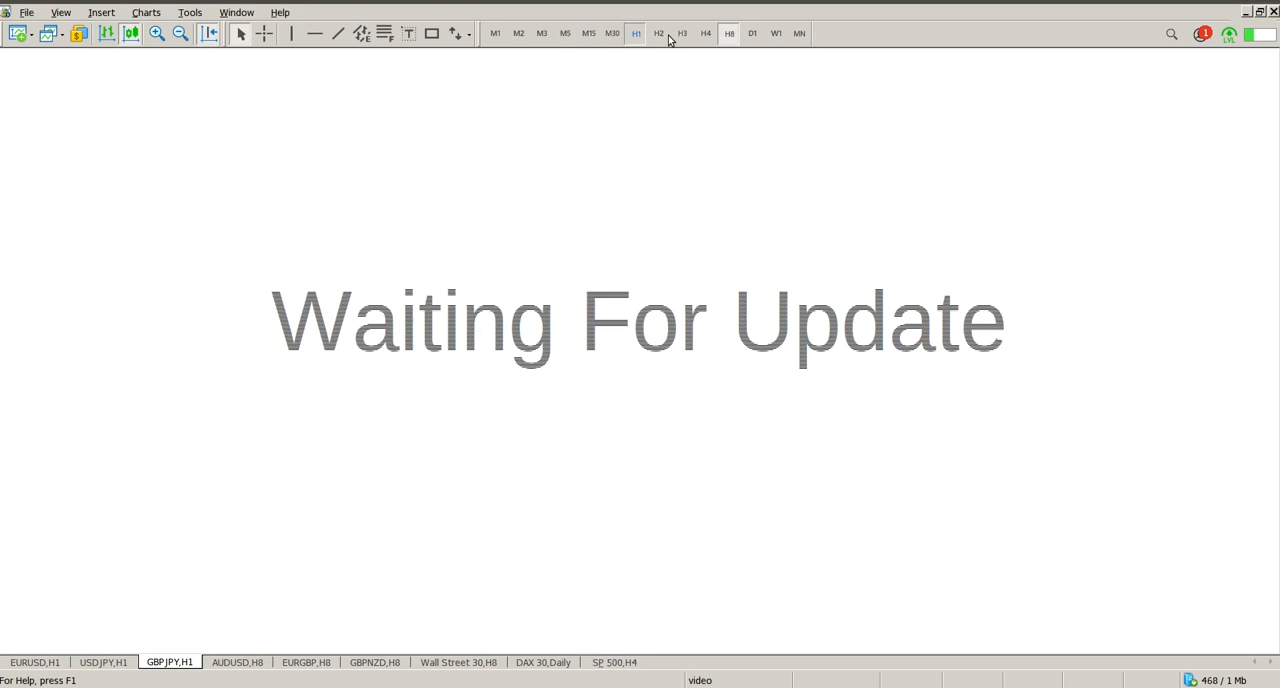 File View Insert Charts Tools Window Help
M1 M2 M3 M5 M15 M30 H1 H2 H3 H4 H8 D1 W1 MN 1 LVL
Waiting For Update
EURUSD,H1 USDJPY,H1 GBPJPY,H1 AUDUSD,H8 EURGBP,H8 GBPNZD,H8 Wall Street 30,H8 DAX 30,Daily SP 500,H4
For Help, press F1 video 468 / 1 Mb